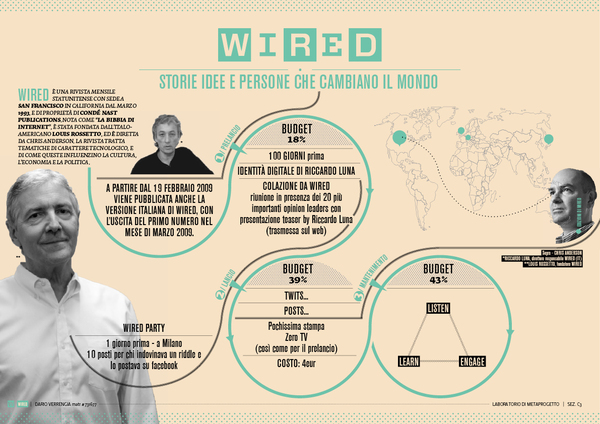 WIRED
STORIE IDEE E PERSONE CHE CAMBIANO IL MONDO
WIRED È UNA RIVISTA MENSILE
STATUNITENSE CON SEDE A
SAN FRANCISCO IN CALIFORNIA DAL MARZO
1993, E DI PROPRIETÀ DI CONDÉ NAST
PUBLICATIONS. NOTA COME "LA BIBBIA DI
INTERNET", È STATA FONDATA DALL'ITALO-
AMERICANO LOUIS ROSSETTO, ED È DIRETTA
DA CHRIS ANDERSON. LA RIVISTA TRATTA
TEMATICHE DI CARATTERE TECNOLOGICO, E
DI COME QUESTE INFLUENZINO LA CULTURA,
L'ECONOMIA E LA POLITICA.
A PARTIRE DAL 19 FEBBRAIO 2009
VIENE PUBBLICATA ANCHE LA
VERSIONE ITALIANA DI WIRED, CON
L'USCITA DEL PRIMO NUMERO NEL
MESE DI MARZO 2009.
1 PRELANCIO
BUDGET
18%
100 GIORNI prima
IDENTITÀ DIGITALE DI RICCARDO LUNA
COLAZIONE DA WIRED
riunione in presenza dei 20 più
importanti opinion leaders con
presentazione teaser by Riccardo Luna
(trasmessa sul web)
Sopra: CHRIS ANDERSON
*RICCARDO LUNA, direttore responsabile WIRED (IT)
**LOUIS ROSSETTO, fondatore WIRED
2 LANCIO
BUDGET
39%
TWITS...
POSTS...
Pochissima stampa
Zero TV
(così come per il prelancio)
COSTO: 4eur
WIRED PARTY
1 giorno prima - a Milano
10 posti per chi indovinava un riddle e
lo postava su facebook
3 MANTENIMENTO
BUDGET
43%
LISTEN
LEARN
ENGAGE
WIRED | DARIO VERRENGIA
LABORATORIO DI METAPROGETTO | SEZ. C3